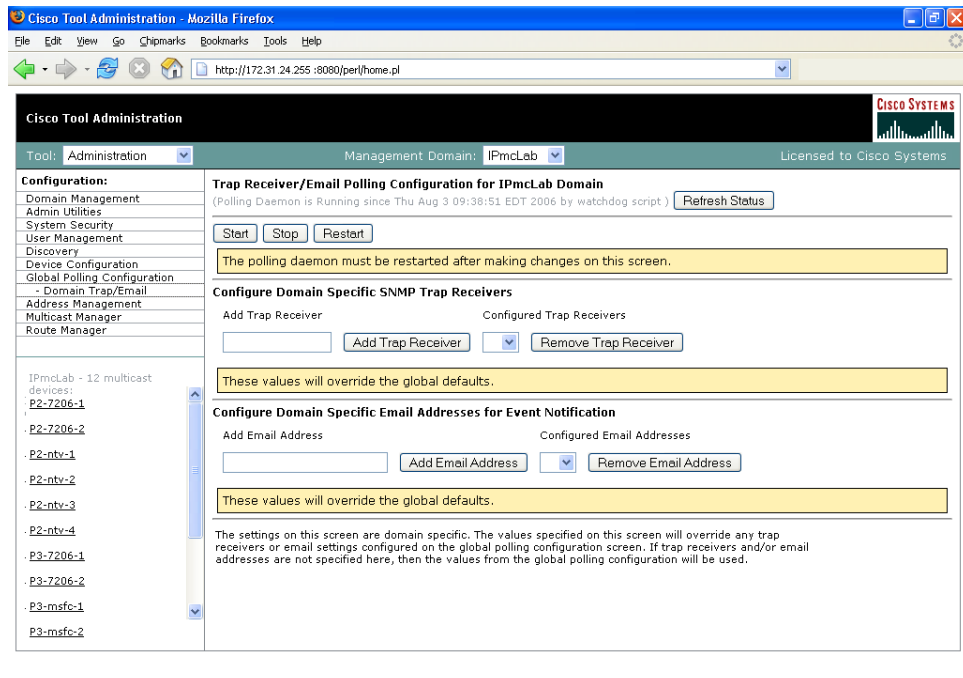 Cisco Tool Administration - Mozilla Firefox
File Edit View Go Chipmarks Bookmarks Tools Help
http://172.31.24.255 :8080/perl/home.pl
Cisco Tool Administration
CISCO SYSTEMS
Tool: Administration Management Domain: IPmcLab Licensed to Cisco Systems
Configuration:
Domain Management
Admin Utilities
System Security
User Management
Discovery
Device Configuration
Global Polling Configuration
- Domain Trap/Email
Address Management
Multicast Manager
Route Manager
IPmcLab - 12 multicast
devices:
P2-7206-1
. P2-7206-2
. P2-ntv-1
. P2-ntv-2
. P2-ntv-3
. P2-ntv-4
. P3-7206-1
. P3-7206-2
. P3-msfc-1
P3-msfc-2
Trap Receiver/Email Polling Configuration for IPmcLab Domain
(Polling Daemon is Running since Thu Aug 3 09:38:51 EDT 2006 by watchdog script ) Refresh Status
Start Stop Restart
The polling daemon must be restarted after making changes on this screen.
Configure Domain Specific SNMP Trap Receivers
Add Trap Receiver Configured Trap Receivers
Add Trap Receiver Remove Trap Receiver
These values will override the global defaults.
Configure Domain Specific Email Addresses for Event Notification
Add Email Address Configured Email Addresses
Add Email Address Remove Email Address
These values will override the global defaults.
The settings on this screen are domain specific. The values specified on this screen will override any trap
receivers or email settings configured on the global polling configuration screen. If trap receivers and/or email
addresses are not specified here, then the values from the global polling configuration will be used.